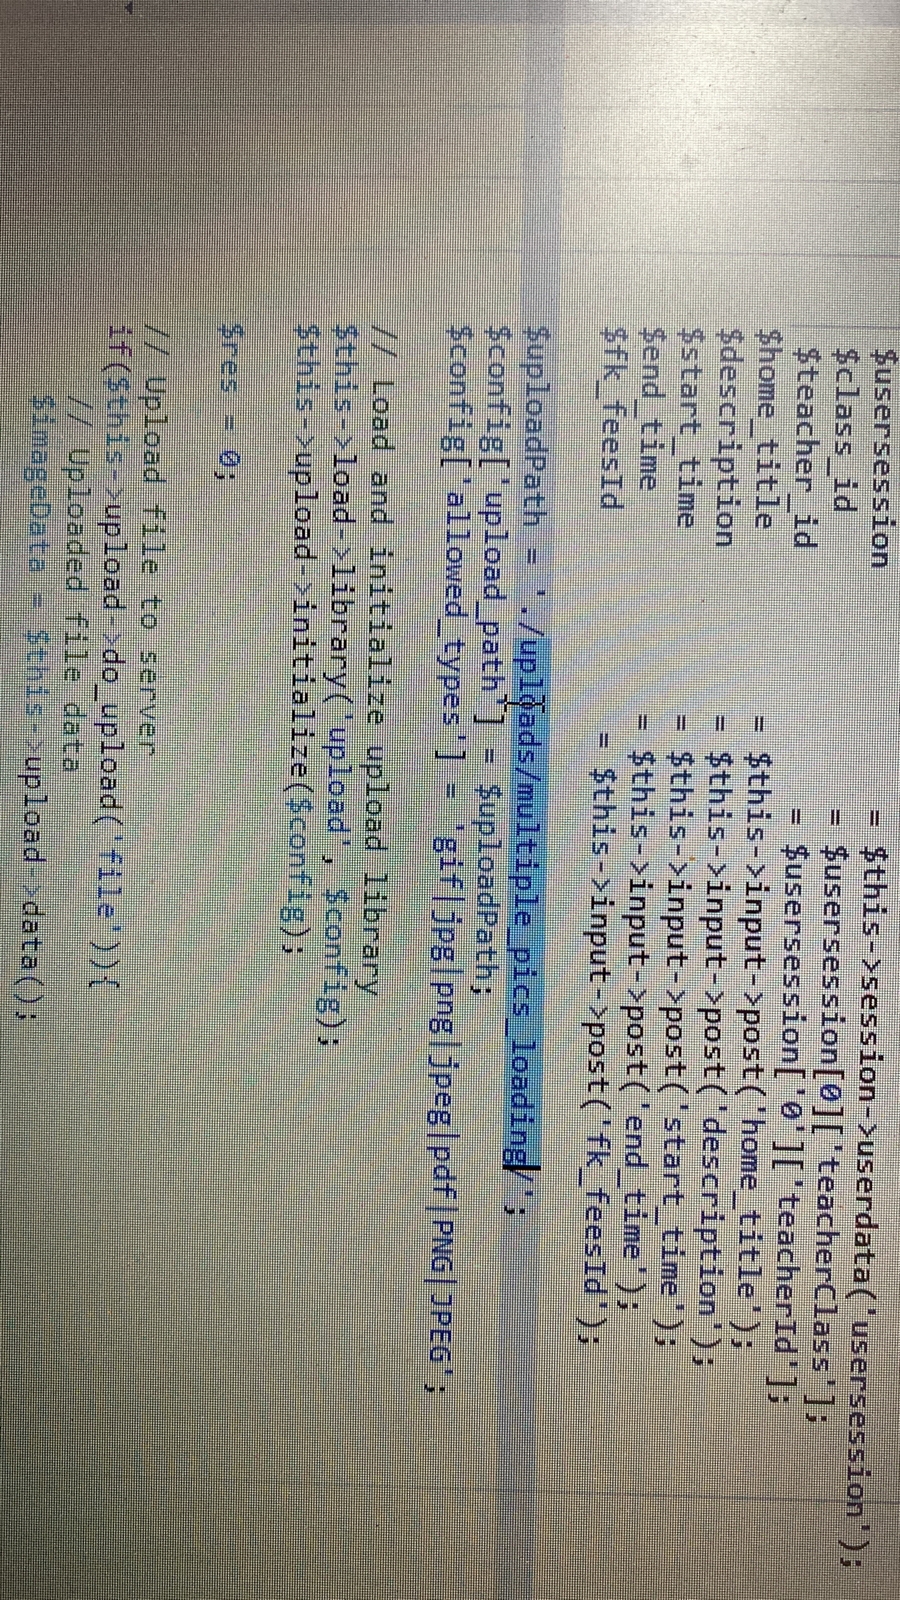 $usersession = $this->session->userdata('usersession');
$class_id = $usersession[0]['teacherClass'];
$teacher_id = $usersession['0']['teacherId'];
$home_title = $this->input->post('home_title');
$description = $this->input->post('description');
$start_time = $this->input->post('start_time');
$end_time = $this->input->post('end_time');
$fk_feesId = $this->input->post('fk_feesId');
$uploadPath = './uploads/multiple_pics_loading/';
$config['upload_path'] = $uploadPath;
$config['allowed_types'] = 'gif|jpg|png|jpeg|pdf|PNG|JPEG';
// Load and initialize upload library
$this->load->library('upload', $config);
$this->upload->initialize($config);
$res = 0;
// Upload file to server
if($this->upload->do_upload('file')){
// Uploaded file data
$imageData = $this->upload->data();